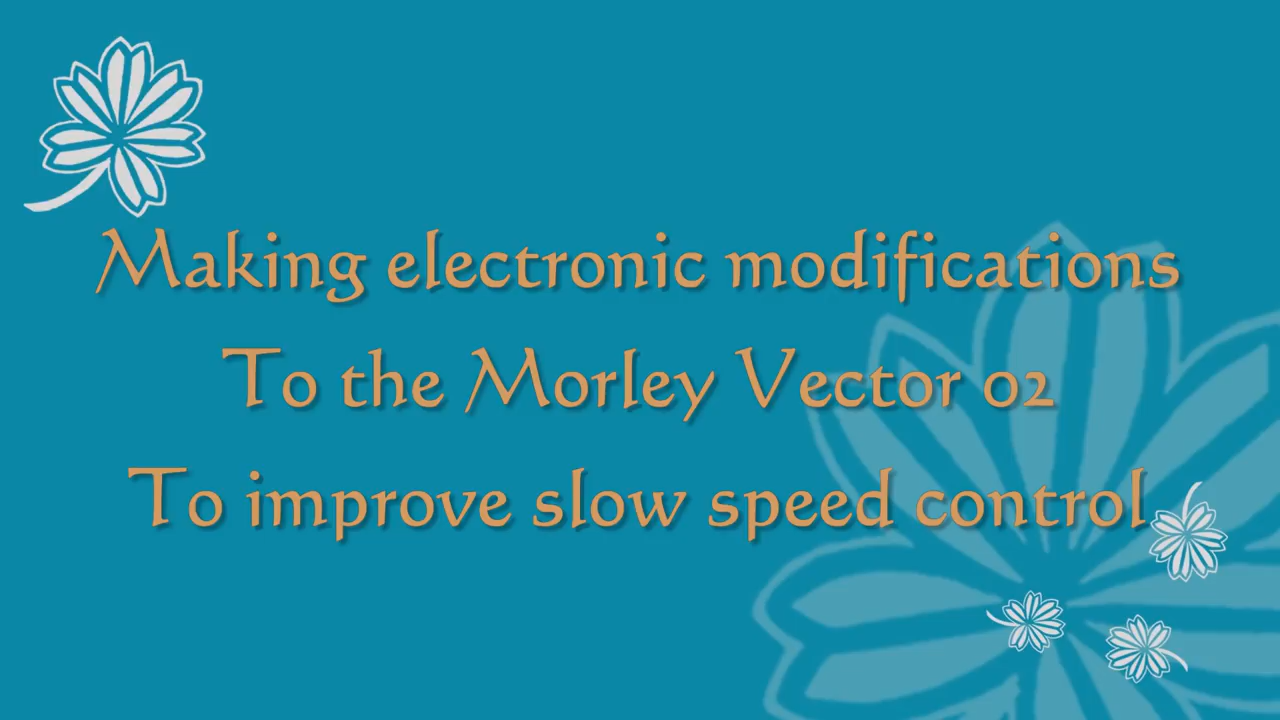 Making electronic modifications
To the Morley Vector 02
To improve slow speed control